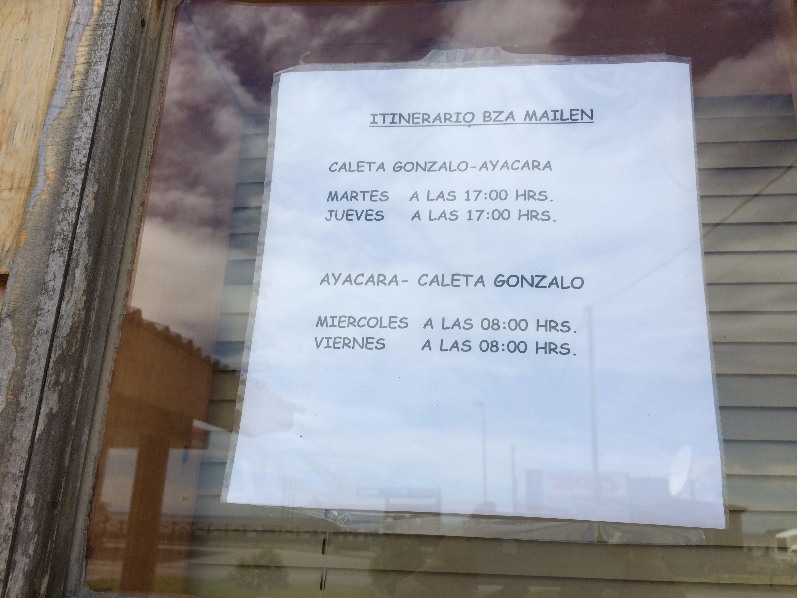 ITINERARIO BZA MAILEN
CALETA GONZALO-AYACARA
MARTES A LAS 17:00 HRS.
JUEVES A LAS 17:00 HRS.
AYACARA- CALETA GONZALO
MIERCOLES A LAS 08:00 HRS.
VIERNES A LAS 08:00 HRS.